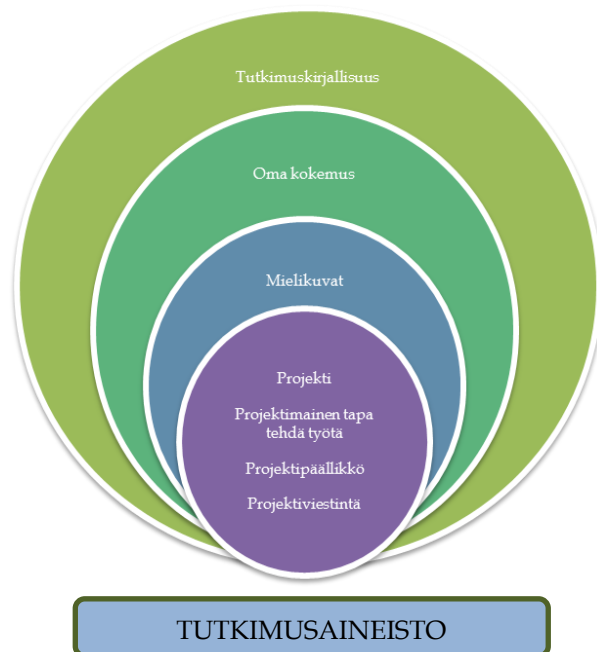 Tutkimuskirjallisuus
Oma kokemus
Mielikuvat
Projekti
Projektimainen tapa
tehdä työtä
Projektipäällikkö
Projektiviestintä
TUTKIMUSAINEISTO